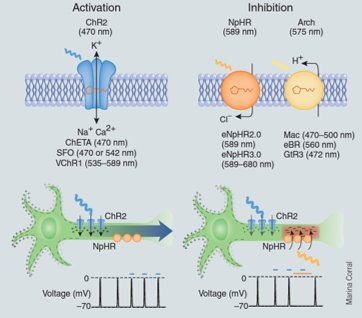 Activation
ChR2
(470 nm)
K+
Na+ Ca2+
ChETA (470 nm)
SFO (470 or 542 nm)
VChR1 (535–589 nm)
Inhibition
NpHR
(589 nm)
Arch
(575 nm)
H+
Cl–
eNpHR2.0
(589 nm)
eNpHR3.0
(589–680 nm)
Mac (470–500 nm)
eBR (560 nm)
GtR3 (472 nm)
ChR2
NpHR
0
Voltage (mV)
–70
ChR2
NpHR
0
Voltage (mV)
–70
Marina Corral